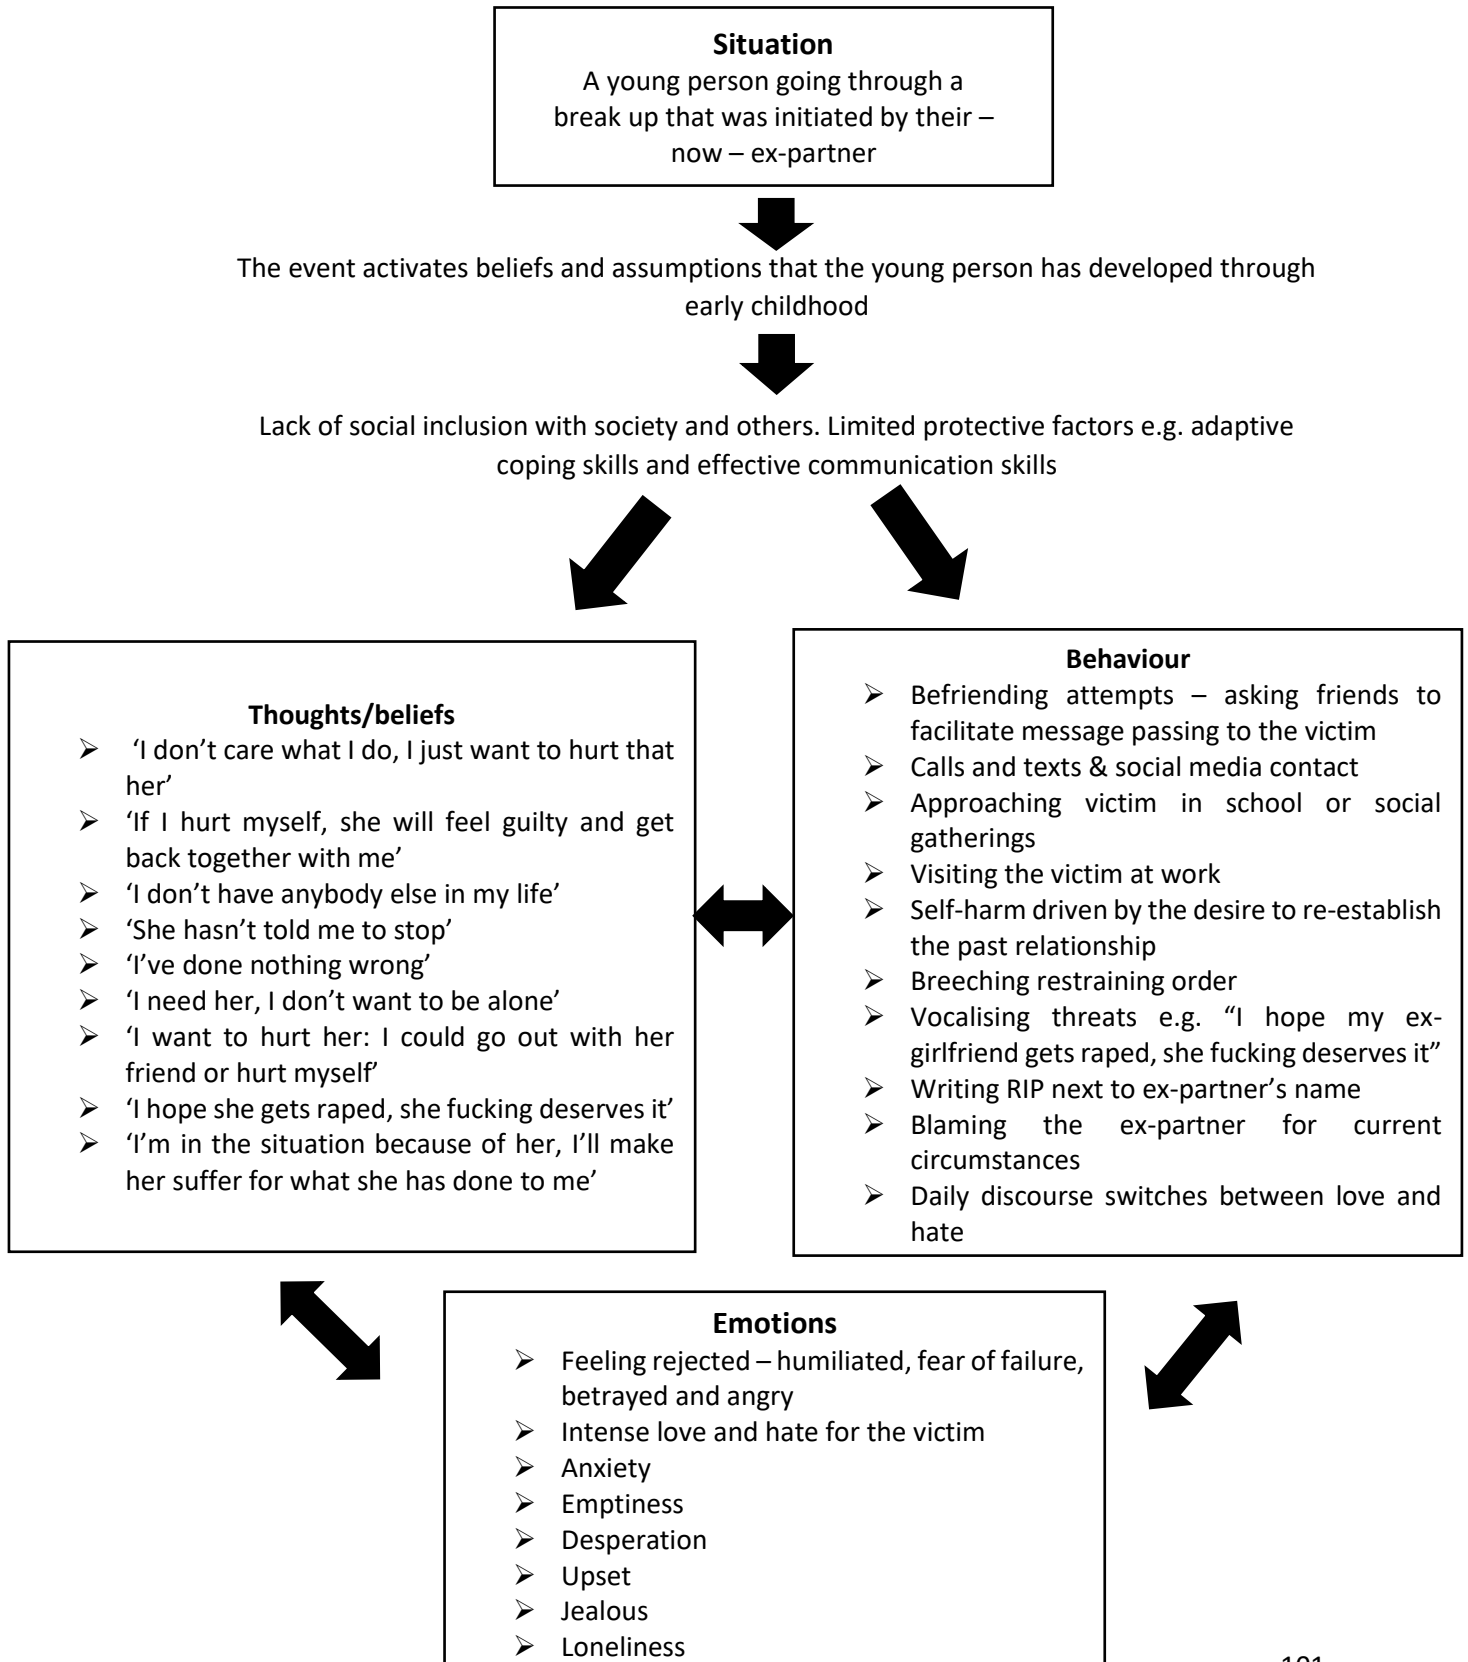 Situation
A young person going through a
break up that was initiated by their –
now – ex-partner
The event activates beliefs and assumptions that the young person has developed through
early childhood
Lack of social inclusion with society and others. Limited protective factors e.g. adaptive
coping skills and effective communication skills
Thoughts/beliefs
➢ ‘I don’t care what I do, I just want to hurt that
her’
➢ ‘If I hurt myself, she will feel guilty and get
back together with me’
➢ ‘I don’t have anybody else in my life’
➢ ‘She hasn’t told me to stop’
➢ ‘I’ve done nothing wrong’
➢ ‘I need her, I don’t want to be alone’
➢ ‘I want to hurt her: I could go out with her
friend or hurt myself’
➢ ‘I hope she gets raped, she fucking deserves it’
➢ ‘I’m in the situation because of her, I’ll make
her suffer for what she has done to me’
Behaviour
➢ Befriending attempts – asking friends to
facilitate message passing to the victim
➢ Calls and texts & social media contact
➢ Approaching victim in school or social
gatherings
➢ Visiting the victim at work
➢ Self-harm driven by the desire to re-establish
the past relationship
➢ Breeching restraining order
➢ Vocalising threats e.g. “I hope my ex-
girlfriend gets raped, she fucking deserves it”
➢ Writing RIP next to ex-partner’s name
➢ Blaming the ex-partner for current
circumstances
➢ Daily discourse switches between love and
hate
Emotions
➢ Feeling rejected – humiliated, fear of failure,
betrayed and angry
➢ Intense love and hate for the victim
➢ Anxiety
➢ Emptiness
➢ Desperation
➢ Upset
➢ Jealous
➢ Loneliness